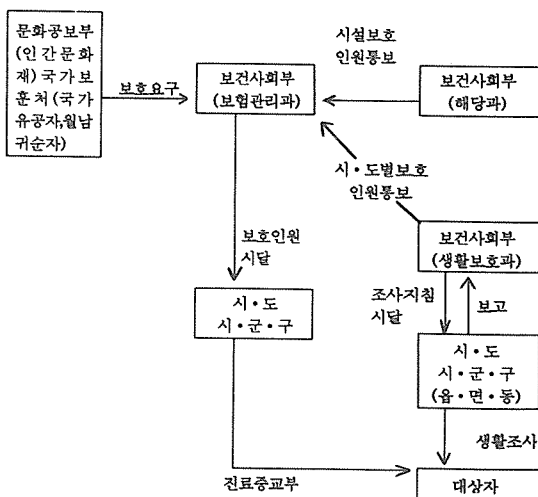 문화공보부
(인간문화
재)국가보
훈처(국가
유공자,월남
귀순자)
보호요구
보건사회부
(보험관리과)
시설보호
인원통보
보건사회부
(해당과)
시・도별보호
인원통보
보건사회부
(생활보호과)
보호인원
시달
조사지침
시달
보고
시・도
시・군・구
시・도
시・군・구
(읍・면・동)
생활조사
진료증교부
대상자